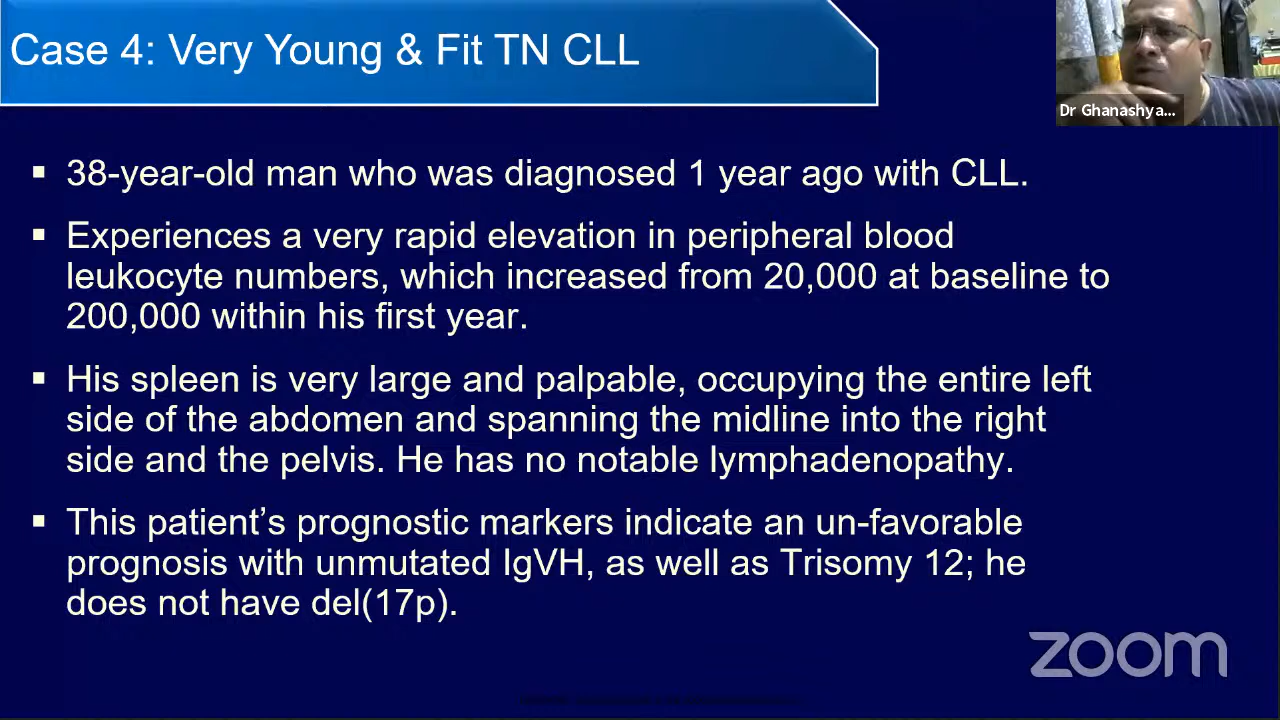 Case 4: Very Young & Fit TN CLL
Dr Ghanashya...
▪ 38-year-old man who was diagnosed 1 year ago with CLL.
▪ Experiences a very rapid elevation in peripheral blood
leukocyte numbers, which increased from 20,000 at baseline to
200,000 within his first year.
▪ His spleen is very large and palpable, occupying the entire left
side of the abdomen and spanning the midline into the right
side and the pelvis. He has no notable lymphadenopathy.
▪ This patient’s prognostic markers indicate an un-favorable
prognosis with unmutated IgVH, as well as Trisomy 12; he
does not have del(17p).
zoom